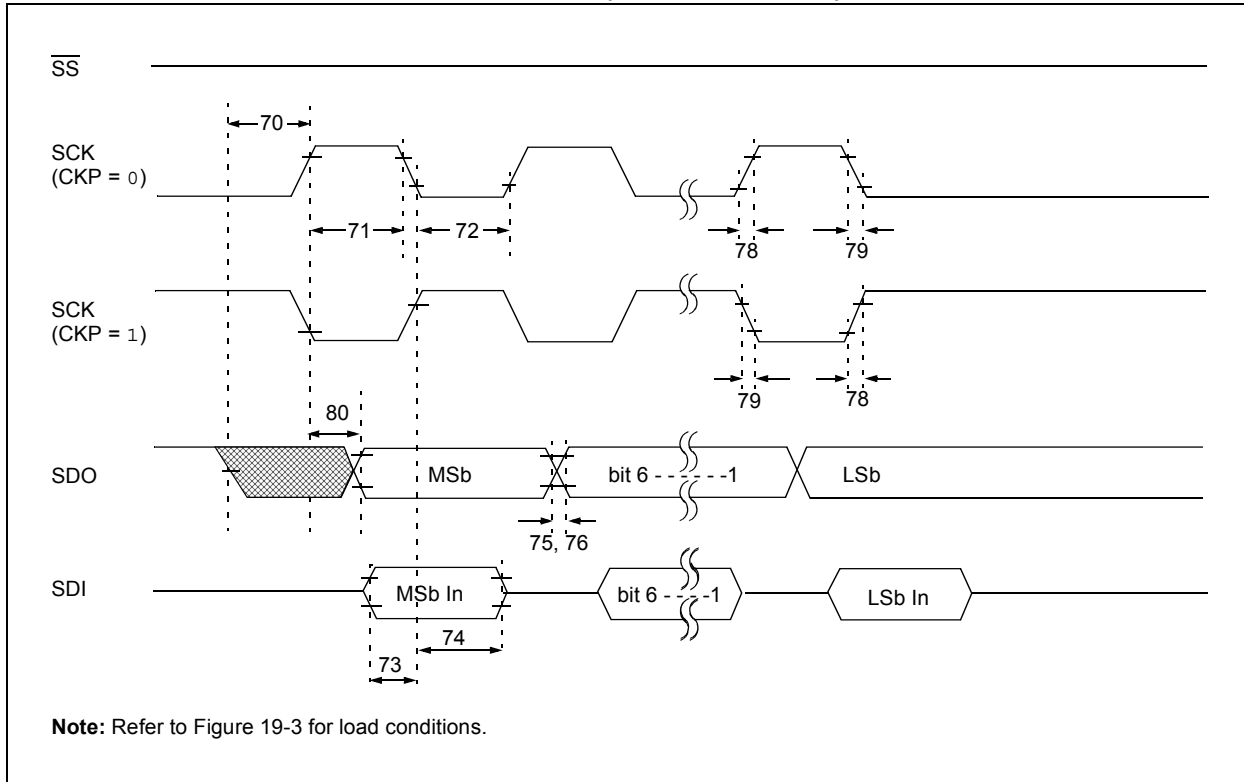 SS
70
SCK
(CKP = 0)
71
72
78
79
SCK
(CKP = 1)
79
78
80
SDO
MSb
bit 6 - - - - - -1
LSb
75, 76
SDI
MSb In
bit 6 - - - - -1
LSb In
74
73
Note: Refer to Figure 19-3 for load conditions.